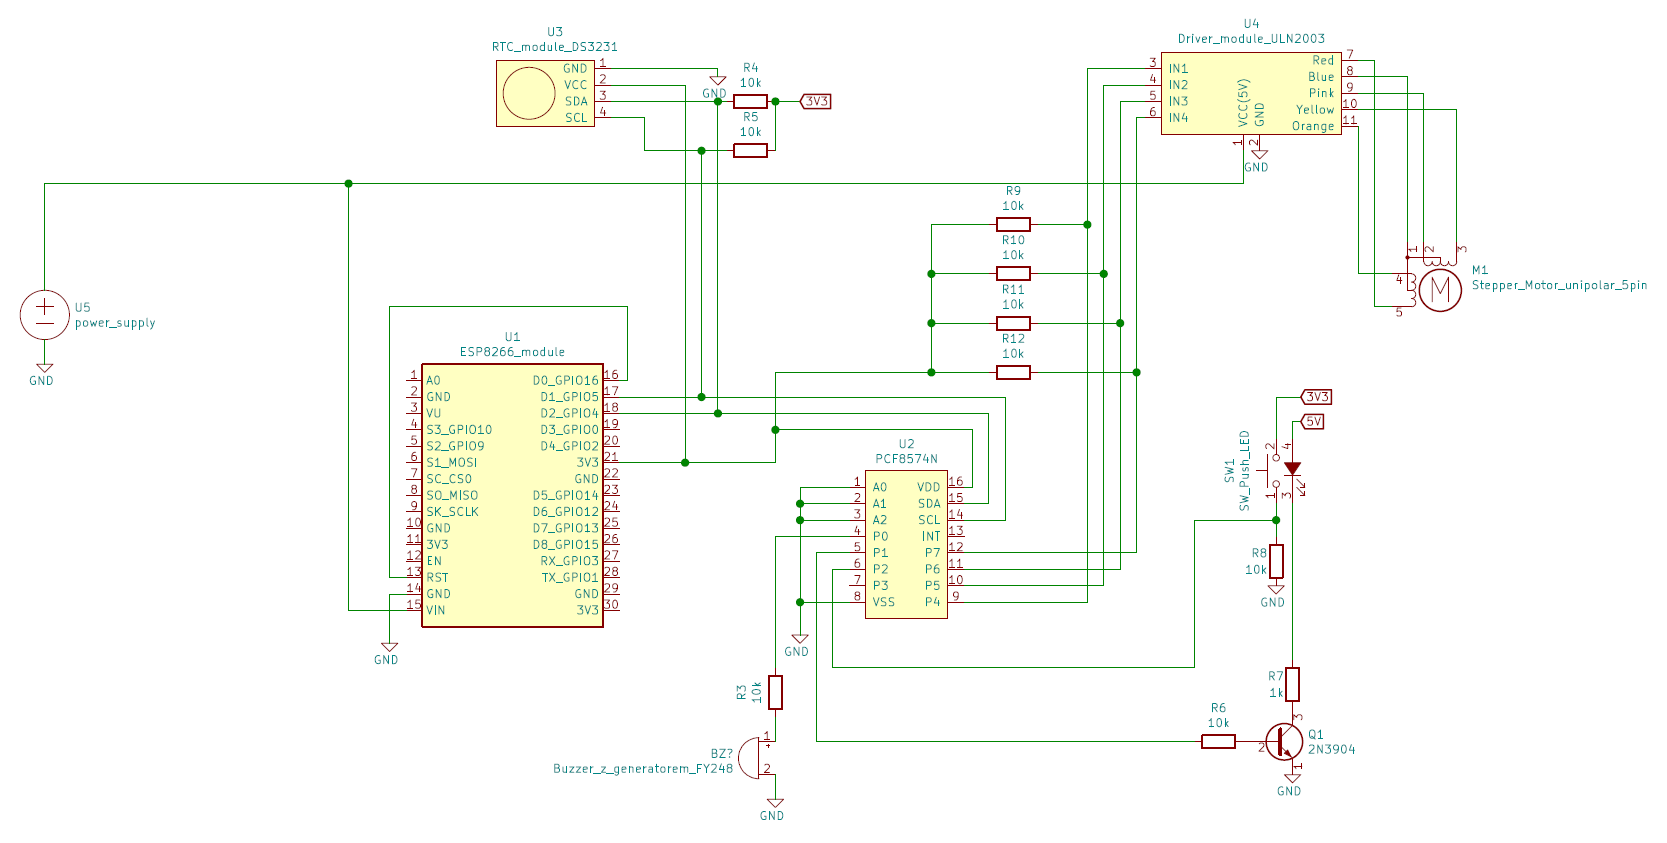 U3
RTC_module_DS3231
GND 1
VCC 2
SDA 3
SCL 4
GND
R4
10k
3V3
R5
10k
U4
Driver_module_ULN2003
3 IN1
4 IN2
5 IN3
6 IN4
VCC(5V) 1
GND 2
Red 7
Blue 8
Pink 9
Yellow 10
Orange 11
GND
R9
10k
R10
10k
R11
10k
R12
10k
1 2 3
4
5
M
M1
Stepper_Motor_unipolar_5pin
U5
power_supply
GND
U1
ESP8266_module
1 A0
2 GND
3 VU
4 S3_GPIO10
5 S2_GPIO9
6 S1_MOSI
7 SC_CS0
8 SO_MISO
9 SK_SCLK
10 GND
11 3V3
12 EN
13 RST
14 GND
15 VIN
D0_GPIO16 16
D1_GPIO5 17
D2_GPIO4 18
D3_GPIO0 19
D4_GPIO2 20
3V3 21
GND 22
D5_GPIO14 23
D6_GPIO12 24
D7_GPIO13 25
D8_GPIO15 26
RX_GPIO3 27
TX_GPIO1 28
GND 29
3V3 30
GND
U2
PCF8574N
1 A0
2 A1
3 A2
4 P0
5 P1
6 P2
7 P3
8 VSS
VDD 16
SDA 15
SCL 14
INT 13
P7 12
P6 11
P5 10
P4 9
GND
3V3
5V
SW1
SW_Push_LED
2 4
1 3
R8
10k
GND
R3
10k
BZ?
Buzzer_z_generatorem_FY248
1
2
GND
R7
1k
R6
10k
3
2
1
Q1
2N3904
GND